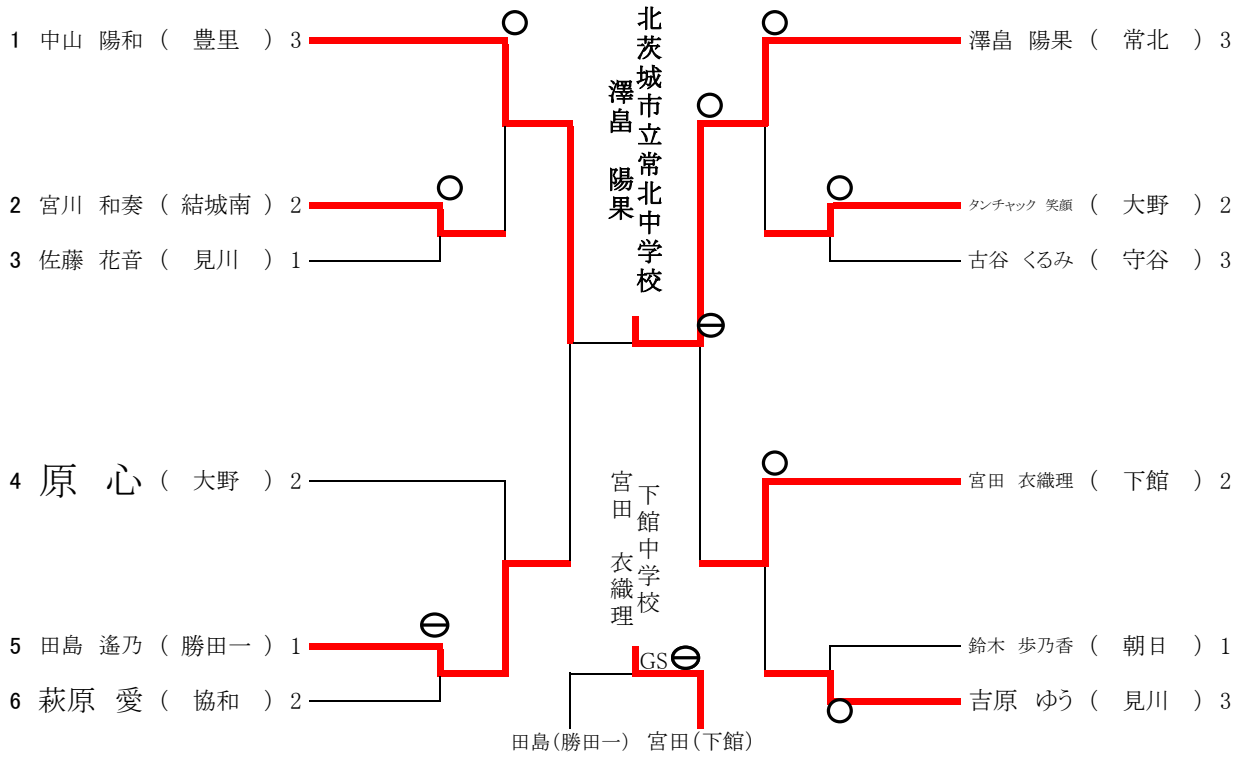 1 中山 陽和 ( 豊里 ) 3
2 宮川 和奏 ( 結城南 ) 2
3 佐藤 花音 ( 見川 ) 1
4 原 心 ( 大野 ) 2
5 田島 遙乃 ( 勝田一 ) 1
6 萩原 愛 ( 協和 ) 2
北茨城市立常北中学校
澤畠 陽果
下館中学校
宮田 衣織理
GS
田島(勝田一) 宮田(下館)
澤畠 陽果 ( 常北 ) 3
タンチャック 笑顔 ( 大野 ) 2
古谷 くるみ ( 守谷 ) 3
宮田 衣織理 ( 下館 ) 2
鈴木 歩乃香 ( 朝日 ) 1
吉原 ゆう ( 見川 ) 3